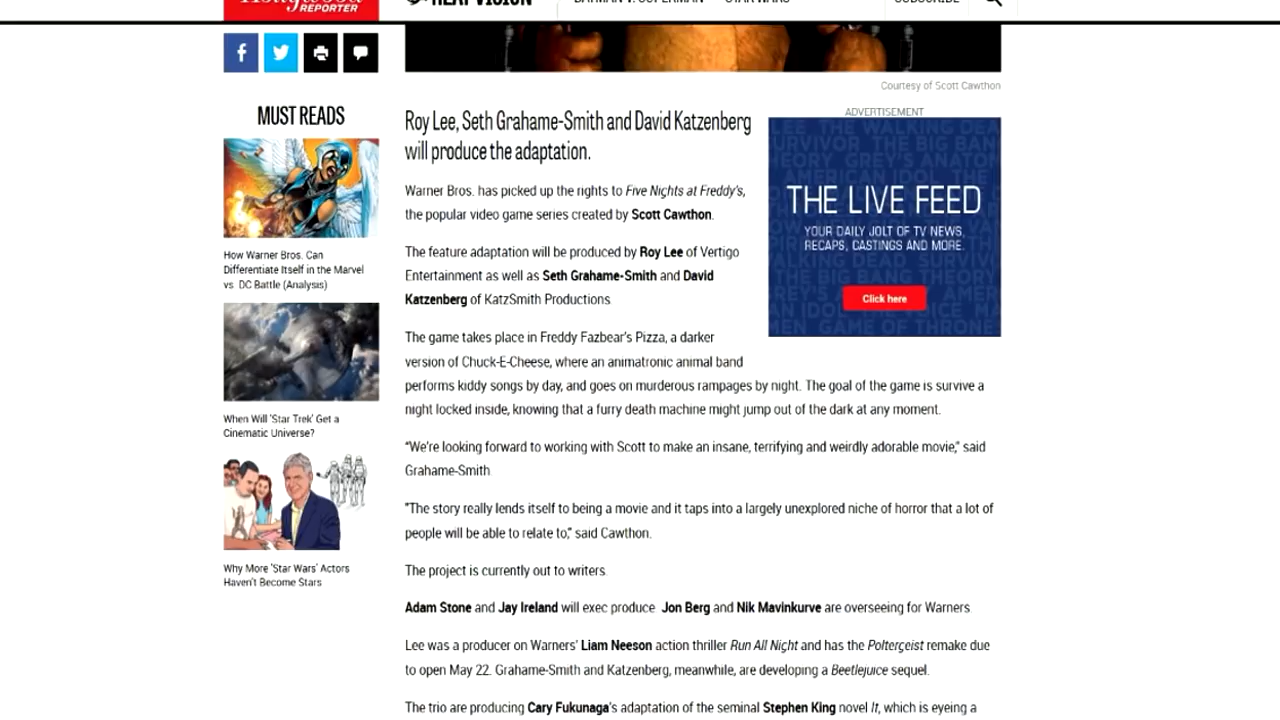 Hollywood
REPORTER
HEAT VISION
BATMAN V. SUPERMAN
STAR WARS
SUBSCRIBE
Courtesy of Scott Cawthon
MUST READS
How Warner Bros. Can
Differentiate Itself in the Marvel
vs. DC Battle (Analysis)
When Will 'Star Trek' Get a
Cinematic Universe?
Why More 'Star Wars' Actors
Haven't Become Stars
Roy Lee, Seth Grahame-Smith and David Katzenberg
will produce the adaptation.
Warner Bros. has picked up the rights to Five Nights at Freddy's,
the popular video game series created by Scott Cawthon.
The feature adaptation will be produced by Roy Lee of Vertigo
Entertainment as well as Seth Grahame-Smith and David
Katzenberg of KatzSmith Productions.
The game takes place in Freddy Fazbear's Pizza, a darker
version of Chuck-E-Cheese, where an animatronic animal band
performs kiddy songs by day, and goes on murderous rampages by night. The goal of the game is survive a
night locked inside, knowing that a furry death machine might jump out of the dark at any moment.
"We're looking forward to working with Scott to make an insane, terrifying and weirdly adorable movie," said
Grahame-Smith
"The story really lends itself to being a movie and it taps into a largely unexplored niche of horror that a lot of
people will be able to relate to," said Cawthon.
The project is currently out to writers.
Adam Stone and Jay Ireland will exec produce. Jon Berg and Nik Mavinkurve are overseeing for Warners.
Lee was a producer on Warners' Liam Neeson action thriller Run All Night and has the Poltergeist remake due
to open May 22. Grahame-Smith and Katzenberg, meanwhile, are developing a Beetlejuice sequel.
The trio are producing Cary Fukunaga's adaptation of the seminal Stephen King novel It, which is eyeing a
ADVERTISEMENT
THE LIVE FEED
YOUR DAILY JOLT OF TV NEWS,
RECAPS, CASTINGS AND MORE.
Click here